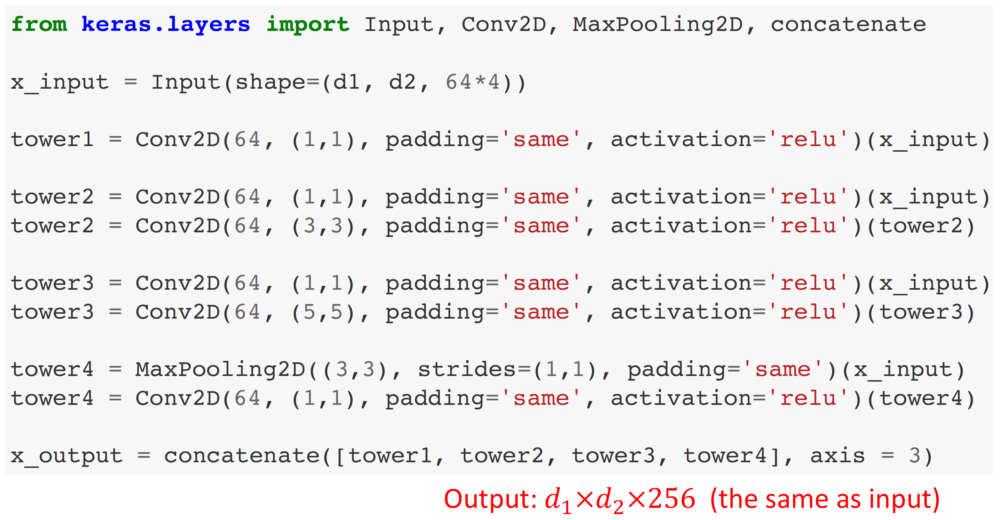 from keras.layers import Input, Conv2D, MaxPooling2D, concatenate
x_input = Input(shape=(d1, d2, 64*4))
tower1 = Conv2D(64, (1,1), padding='same', activation='relu')(x_input)
tower2 = Conv2D(64, (1,1), padding='same', activation='relu')(x_input)
tower2 = Conv2D(64, (3,3), padding='same', activation='relu')(tower2)
tower3 = Conv2D(64, (1,1), padding='same', activation='relu')(x_input)
tower3 = Conv2D(64, (5,5), padding='same', activation='relu')(tower3)
tower4 = MaxPooling2D((3,3), strides=(1,1), padding='same')(x_input)
tower4 = Conv2D(64, (1,1), padding='same', activation='relu')(tower4)
x_output = concatenate([tower1, tower2, tower3, tower4], axis = 3)
Output: d₁×d₂×256 (the same as input)